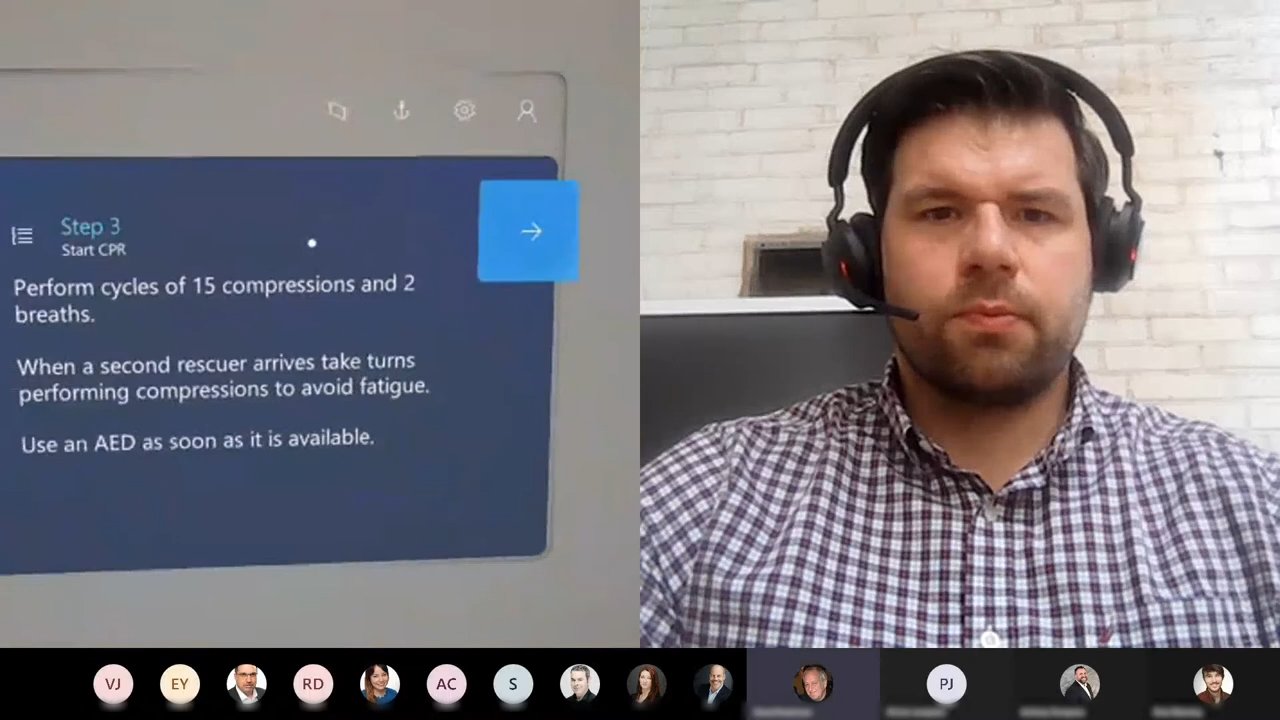 Step 3
Start CPR
Perform cycles of 15 compressions and 2
breaths.
When a second rescuer arrives take turns
performing compressions to avoid fatigue.
Use an AED as soon as it is available.
VJ
EY
RD
AC
S
PJ